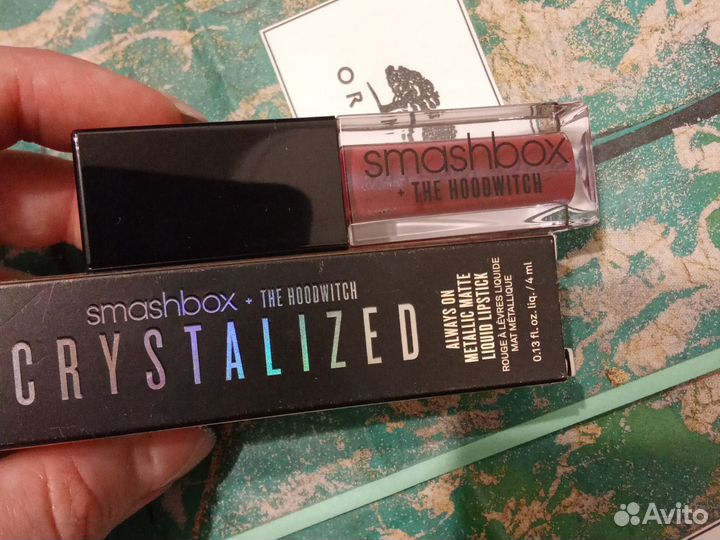 OR
smashbox
+ THE HOODWITCH
smashbox + THE HOODWITCH
CRYSTALIZED
ALWAYS ON
METALLIC MATTE
LIQUID LIPSTICK
ROUGE À LÈVRES LIQUIDE
MAT MÉTALLIQUE
0.13 fl. oz. liq./4 ml
Avito